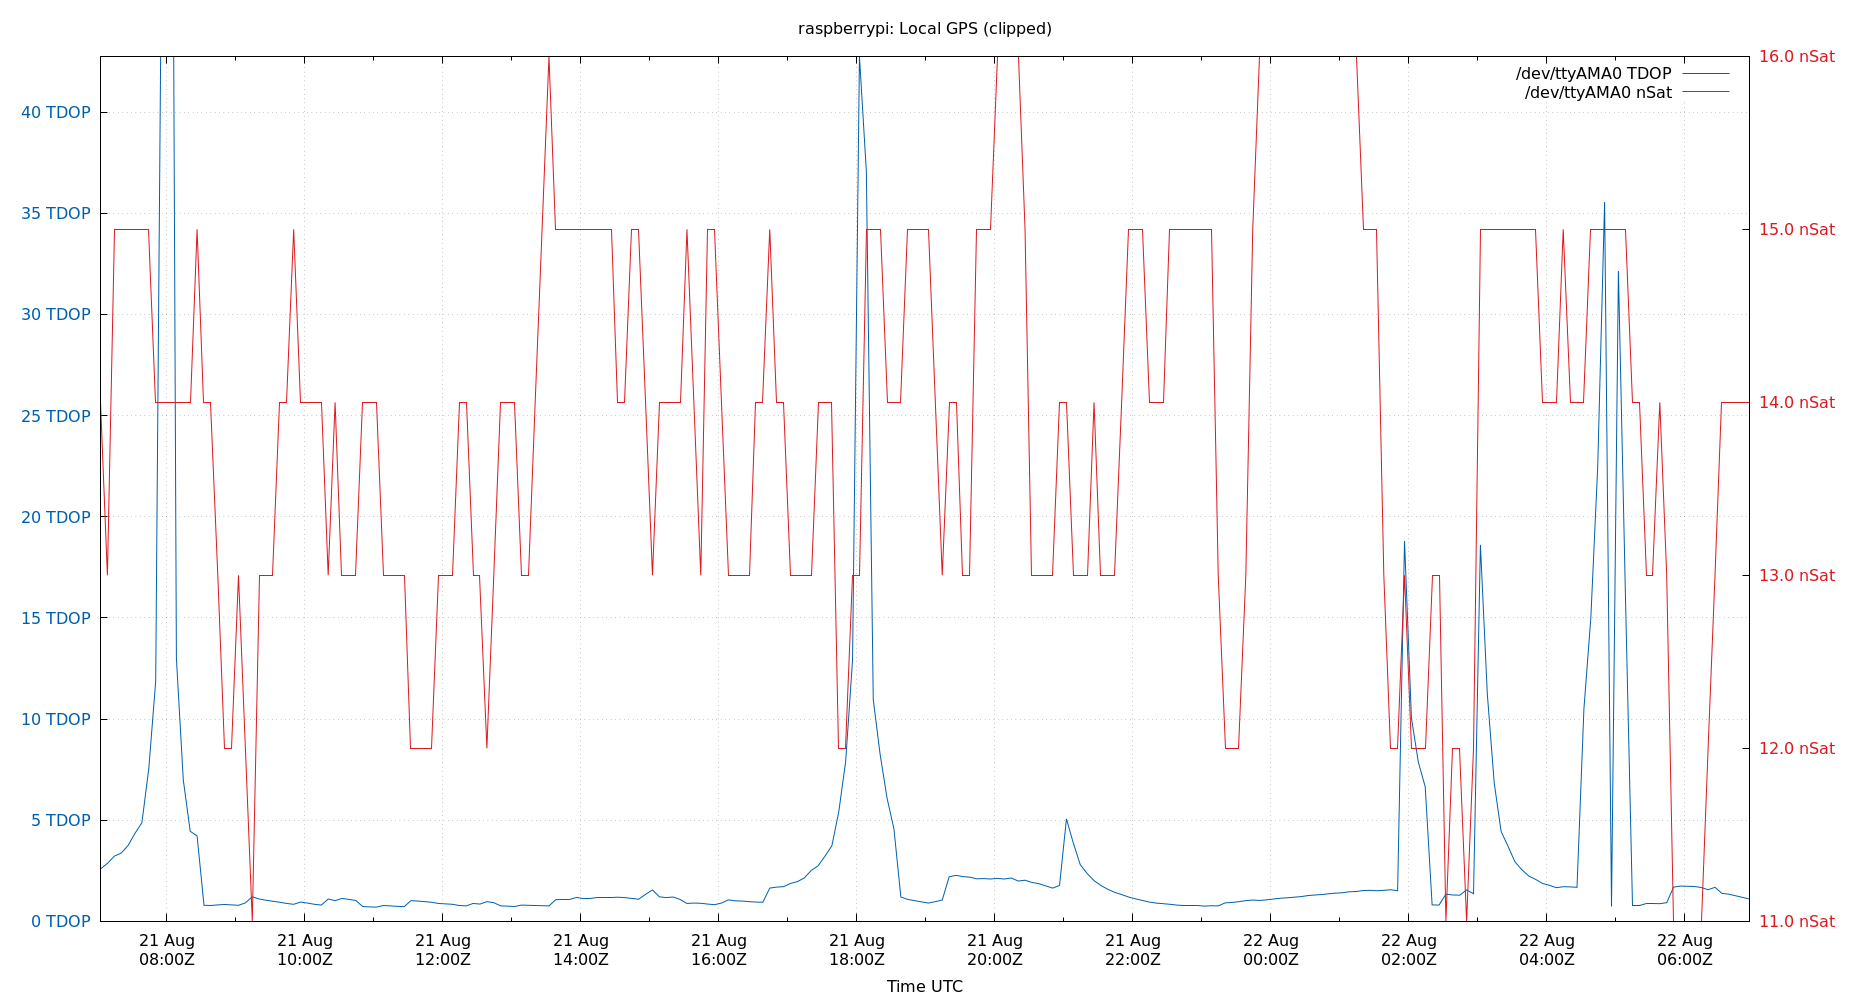 raspberrypi: Local GPS (clipped)
/dev/ttyAMA0 TDOP
/dev/ttyAMA0 nSat
40 TDOP
35 TDOP
30 TDOP
25 TDOP
20 TDOP
15 TDOP
10 TDOP
5 TDOP
0 TDOP
16.0 nSat
15.0 nSat
14.0 nSat
13.0 nSat
12.0 nSat
11.0 nSat
21 Aug 21 Aug 21 Aug 21 Aug 21 Aug 21 Aug 21 Aug 21 Aug 22 Aug 22 Aug 22 Aug 22 Aug
08:00Z 10:00Z 12:00Z 14:00Z 16:00Z 18:00Z 20:00Z 22:00Z 00:00Z 02:00Z 04:00Z 06:00Z
Time UTC